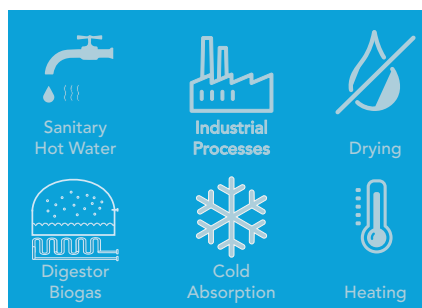 Sanitary
Hot Water
Industrial
Processes
Drying
Digestor
Biogas
Cold
Absorption
Heating